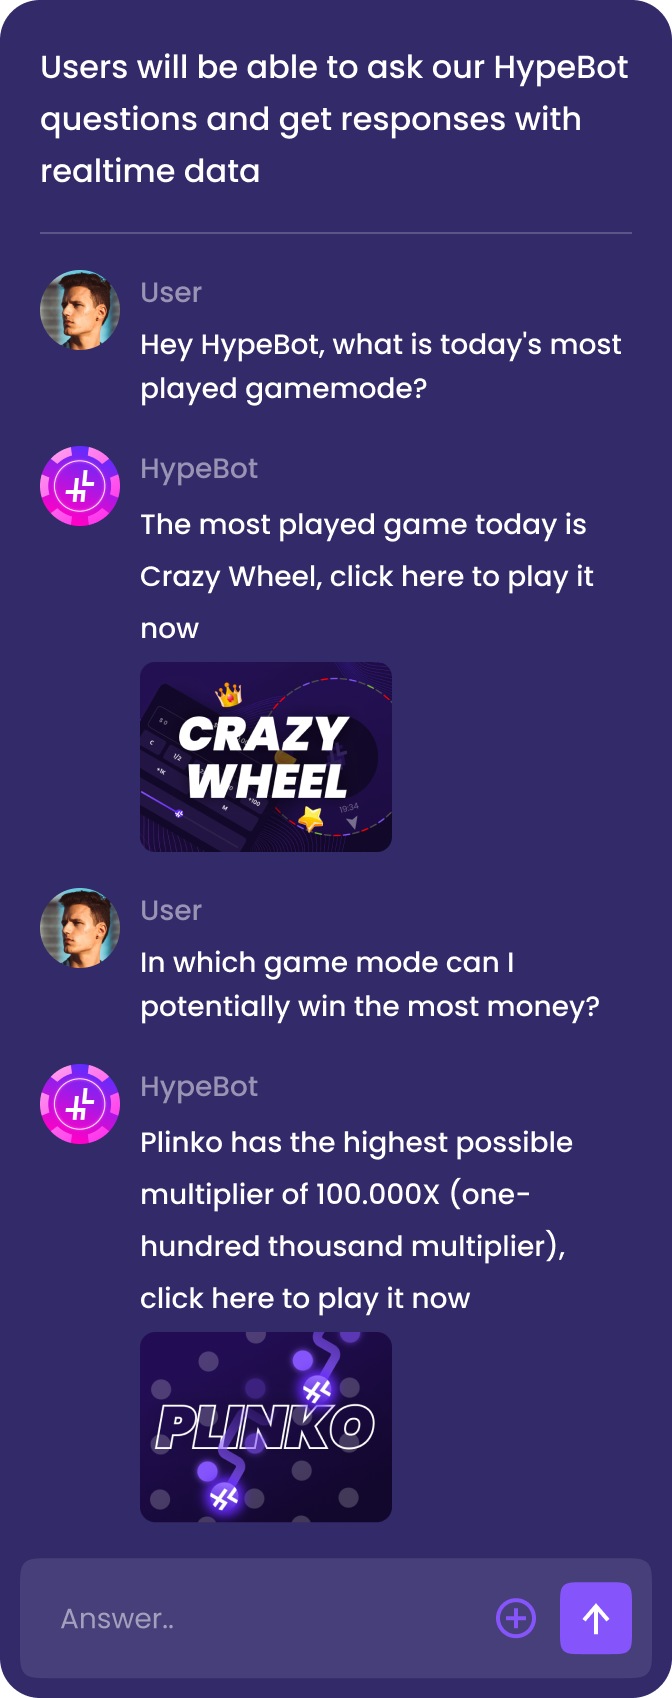 Users will be able to ask our HypeBot
questions and get responses with
realtime data
User
Hey HypeBot, what is today's most
played gamemode?
HypeBot
The most played game today is
Crazy Wheel, click here to play it
now
CRAZY
WHEEL
19:34
User
In which game mode can I
potentially win the most money?
HypeBot
Plinko has the highest possible
multiplier of 100.000X (one-
hundred thousand multiplier),
click here to play it now
PLINKO
Answer..